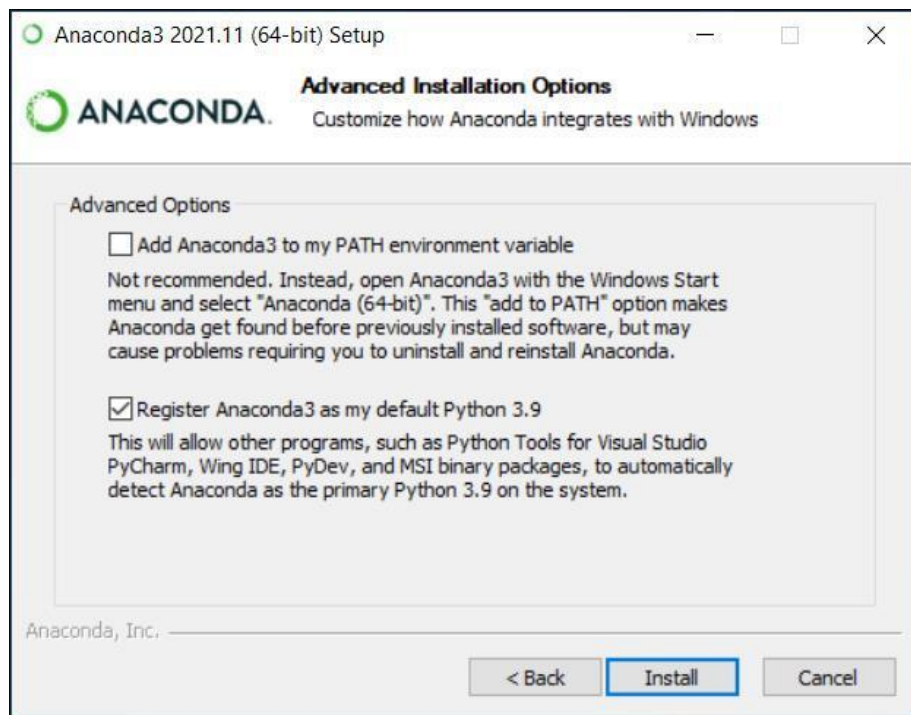 Anaconda3 2021.11 (64-bit) Setup
Advanced Installation Options
ANACONDA.
Customize how Anaconda integrates with Windows
Advanced Options
Add Anaconda3 to my PATH environment variable
Not recommended. Instead, open Anaconda3 with the Windows Start
menu and select "Anaconda (64-bit)". This "add to PATH" option makes
Anaconda get found before previously installed software, but may
cause problems requiring you to uninstall and reinstall Anaconda.
Register Anaconda3 as my default Python 3.9
This will allow other programs, such as Python Tools for Visual Studio
PyCharm, Wing IDE, PyDev, and MSI binary packages, to automatically
detect Anaconda as the primary Python 3.9 on the system.
Anaconda, Inc.
< Back Install Cancel